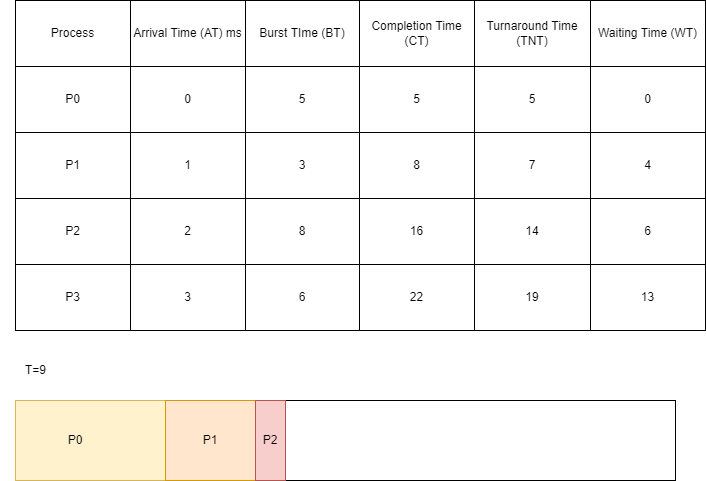 Process Arrival Time (AT) ms Burst TIme (BT) Completion Time (CT) Turnaround Time (TNT) Waiting Time (WT)
P0 0 5 5 5 0
P1 1 3 8 7 4
P2 2 8 16 14 6
P3 3 6 22 19 13
T=9
P0 P1 P2